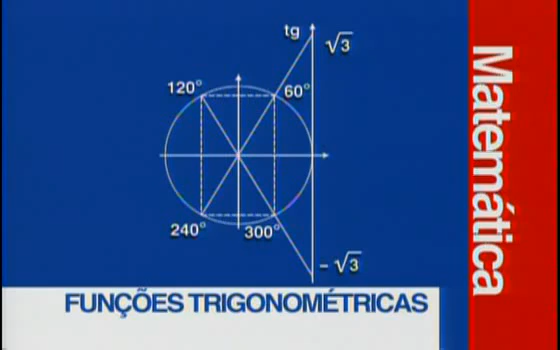 tg
√3
120°
60°
240°
300°
- √3
Matemática
FUNÇÕES TRIGONOMÉTRICAS